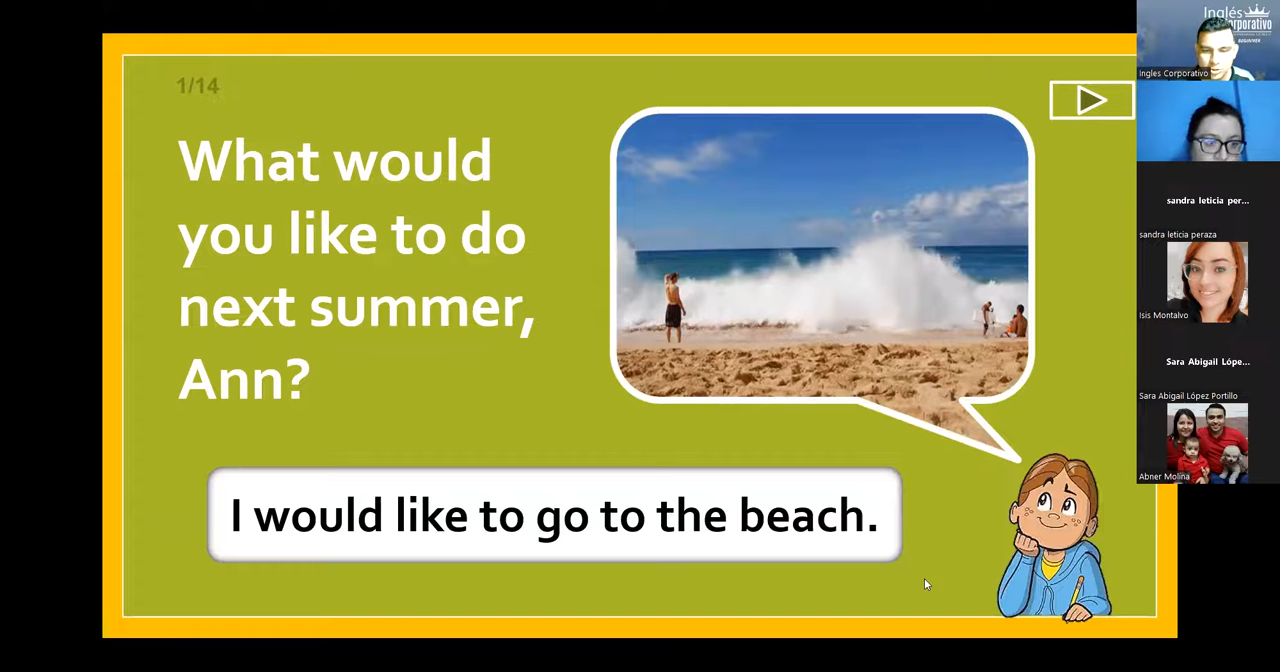 1/14
What would
you like to do
next summer,
Ann?
I would like to go to the beach.
Inglés
Corporativo
BEGINNER
Ingles Corporativo
sandra leticia per...
sandra leticia peraza
Isis Montalvo
Sara Abigail Lópe...
Sara Abigail López Portillo
Abner Molina